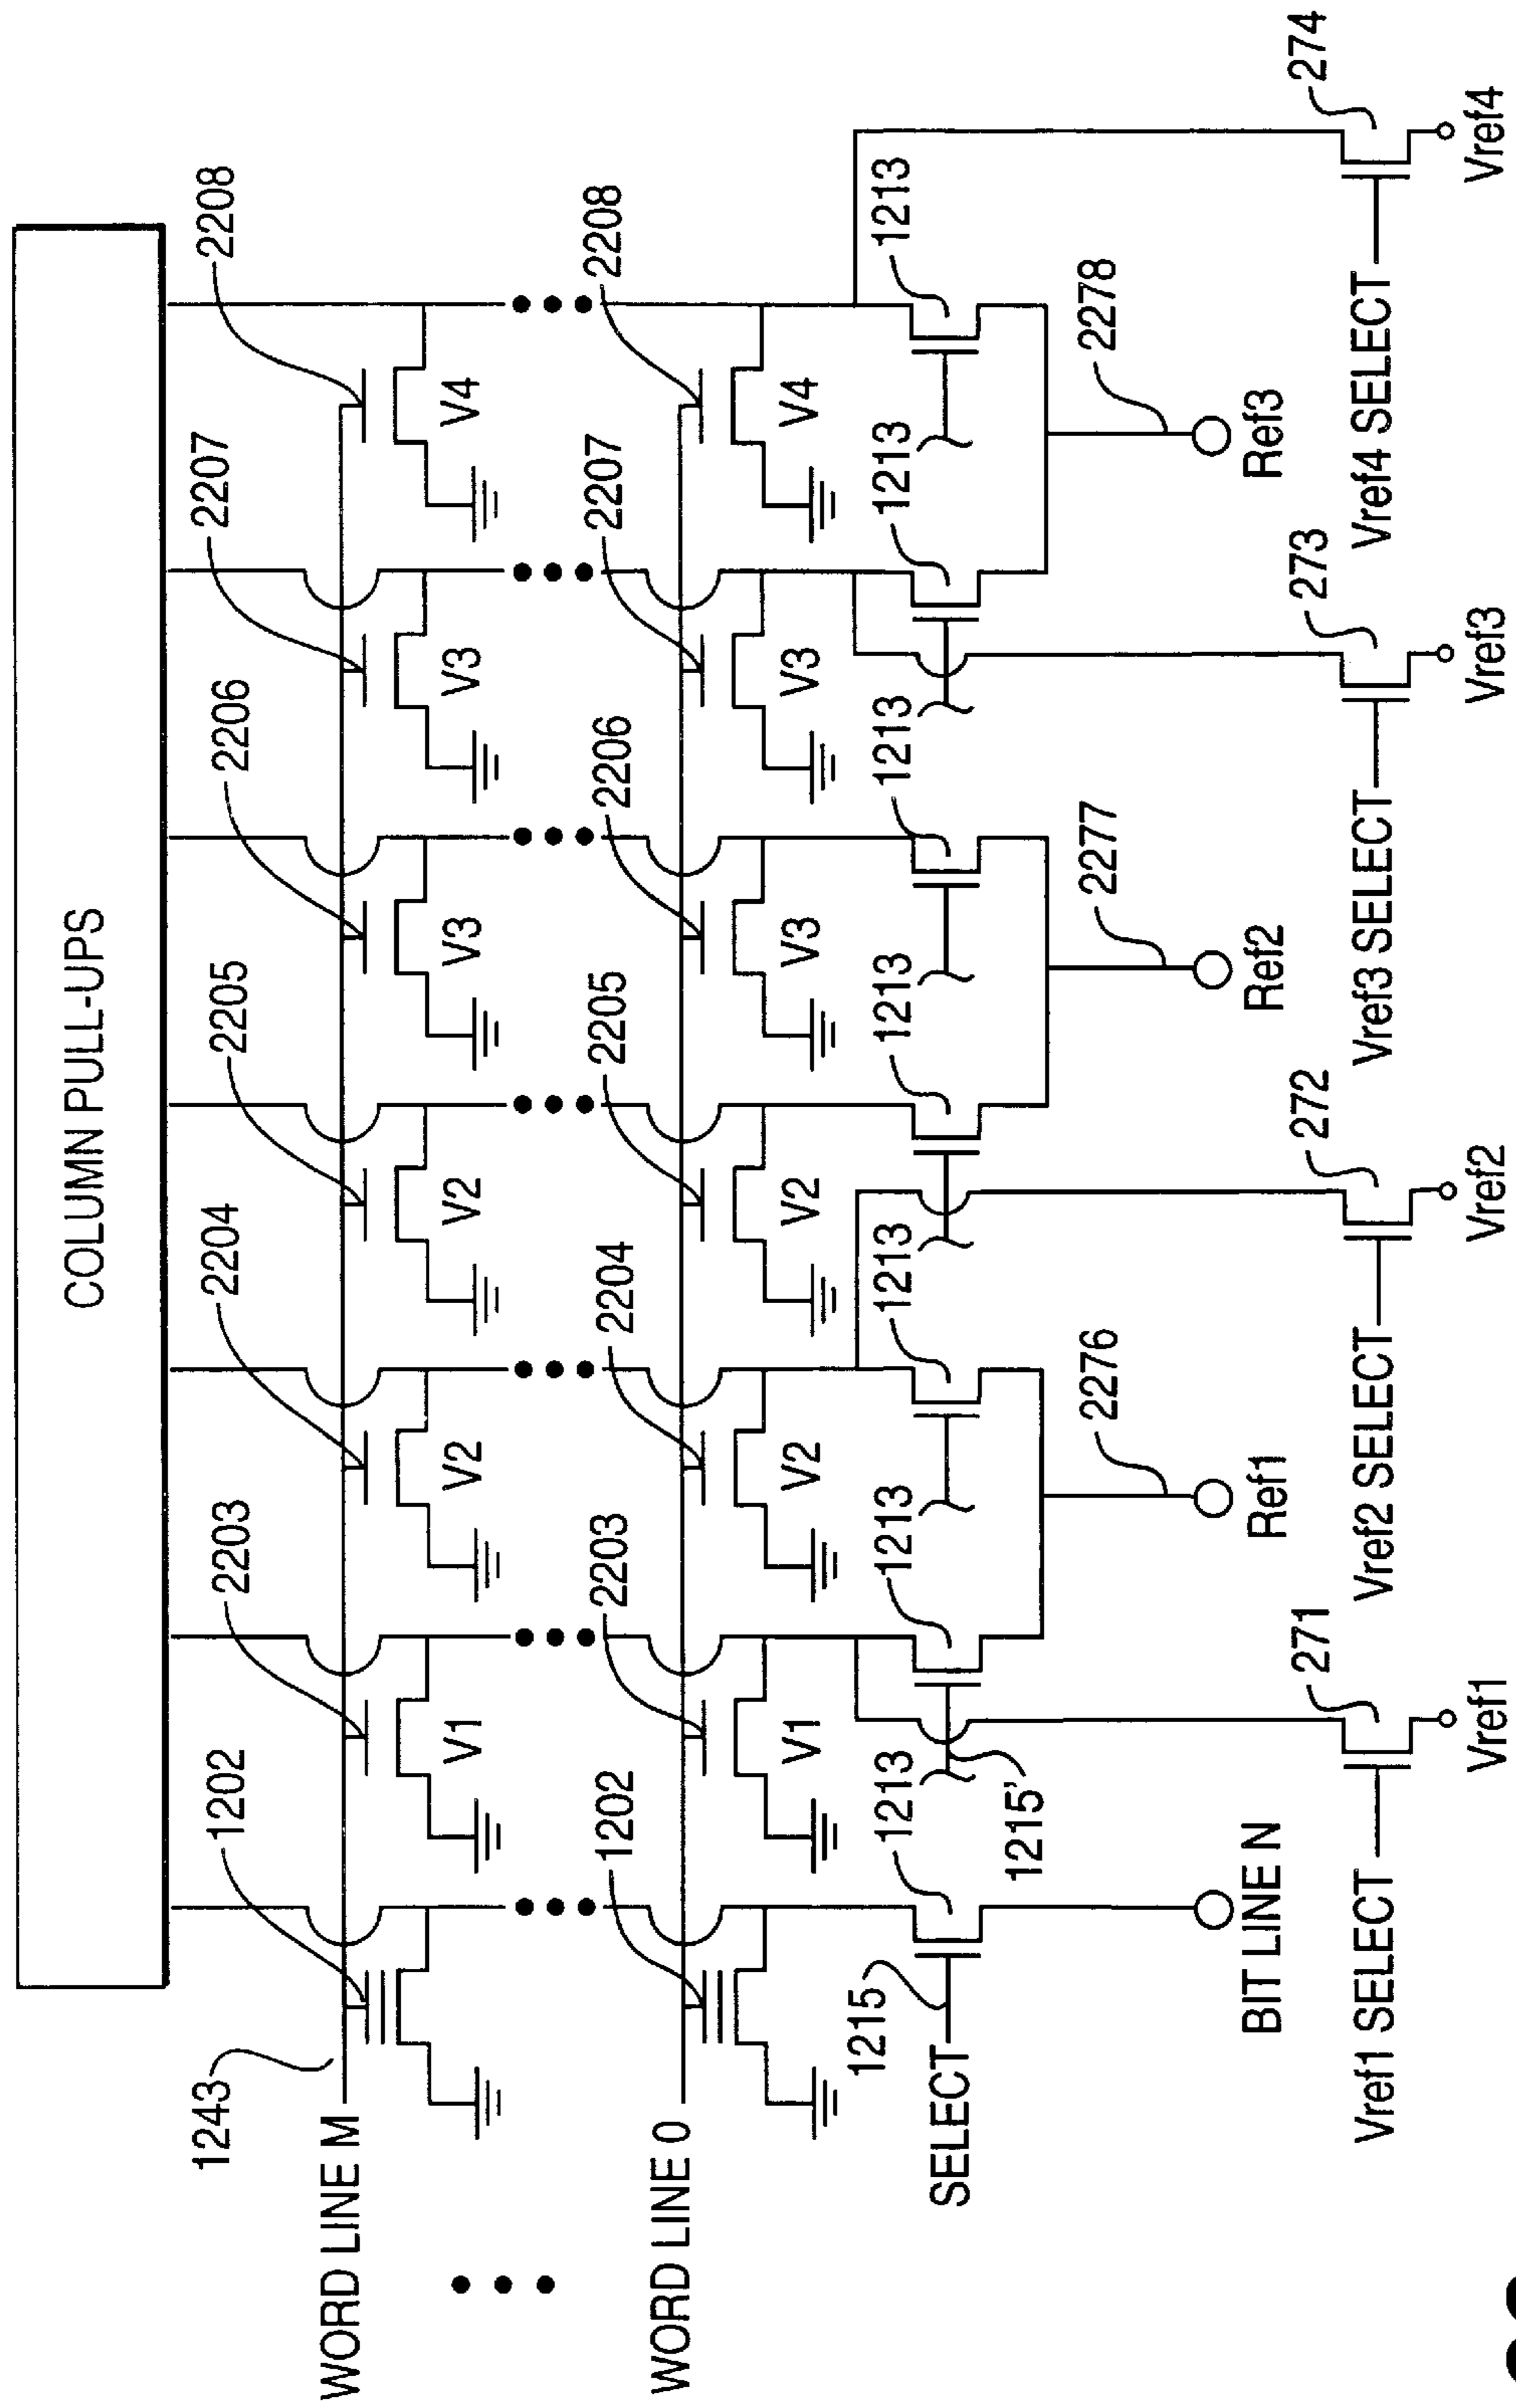 COLUMN PULL-UPS
1243 1202 2203 2204 2205 2206 2207 2208
WORD LINE M
V1 V2 V2 V3 V3 V4
1202 2203 2204 2205 2206 2207 2208
WORD LINE 0
V1 V2 V2 V3 V3 V4
1215 1213 1213 1213 1213 1213 1213 1213
SELECT
1215' 2276 2277 2278
BIT LINE N Ref1 Ref2 Ref3
271 272 273 274
Vref1 SELECT Vref2 SELECT Vref3 SELECT Vref4 SELECT
Vref1 Vref2 Vref3 Vref4